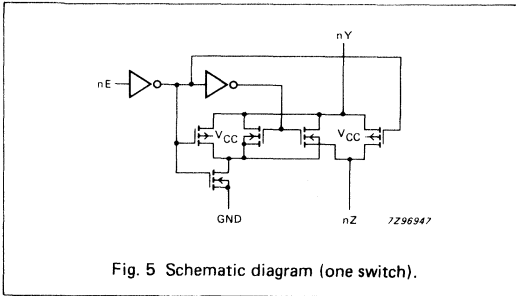 nY
nE
VCC
VCC
GND
nZ
7Z96947
Fig. 5 Schematic diagram (one switch).